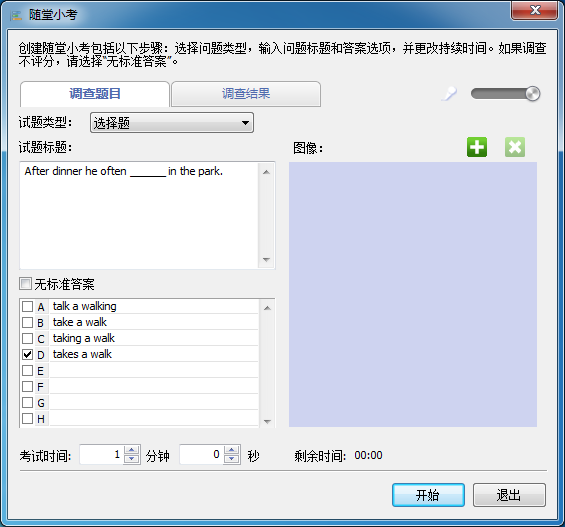 随堂小考
创建随堂小考包括以下步骤：选择问题类型，输入问题标题和答案选项，并更改持续时间。如果调查
不评分，请选择“无标准答案”。
调查题目 调查结果
试题类型： 选择题
试题标题： 图像：
After dinner he often ______ in the park.
无标准答案
A talk a walking
B take a walk
C taking a walk
D takes a walk
E
F
G
H
考试时间： 1 分钟 0 秒 剩余时间： 00:00
开始 退出